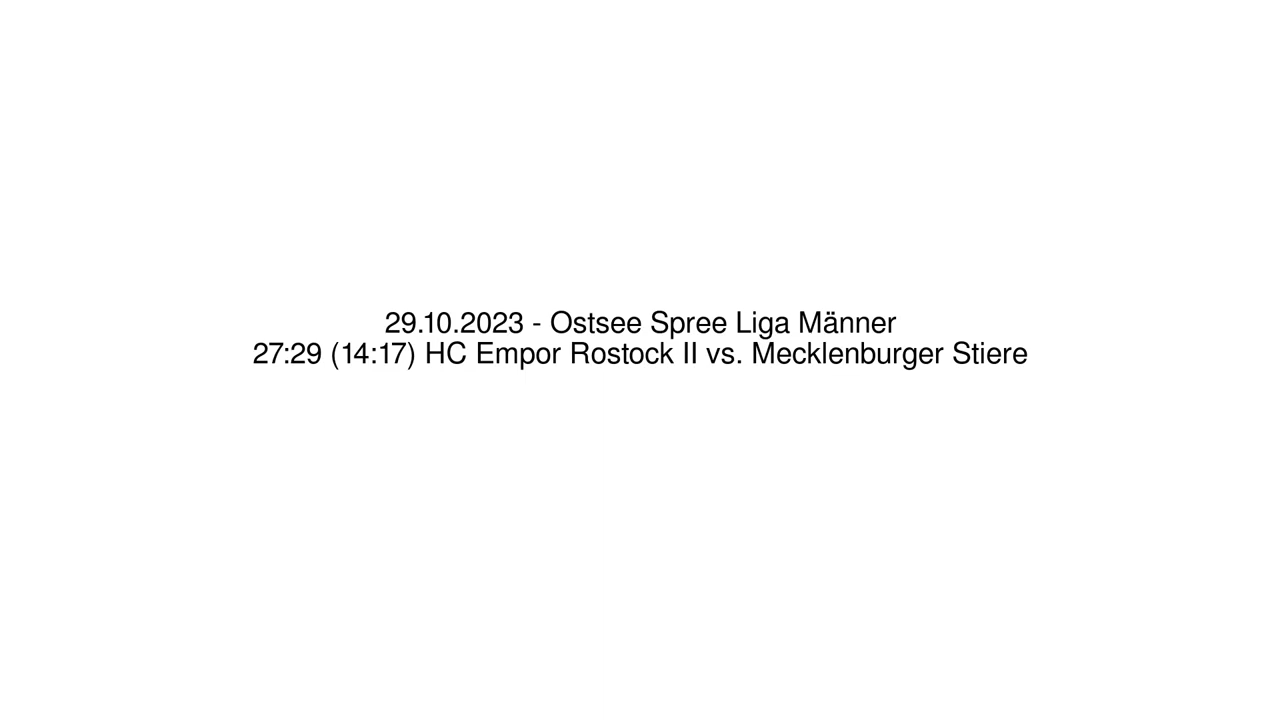 29.10.2023 - Ostsee Spree Liga Männer
27:29 (14:17) HC Empor Rostock II vs. Mecklenburger Stiere